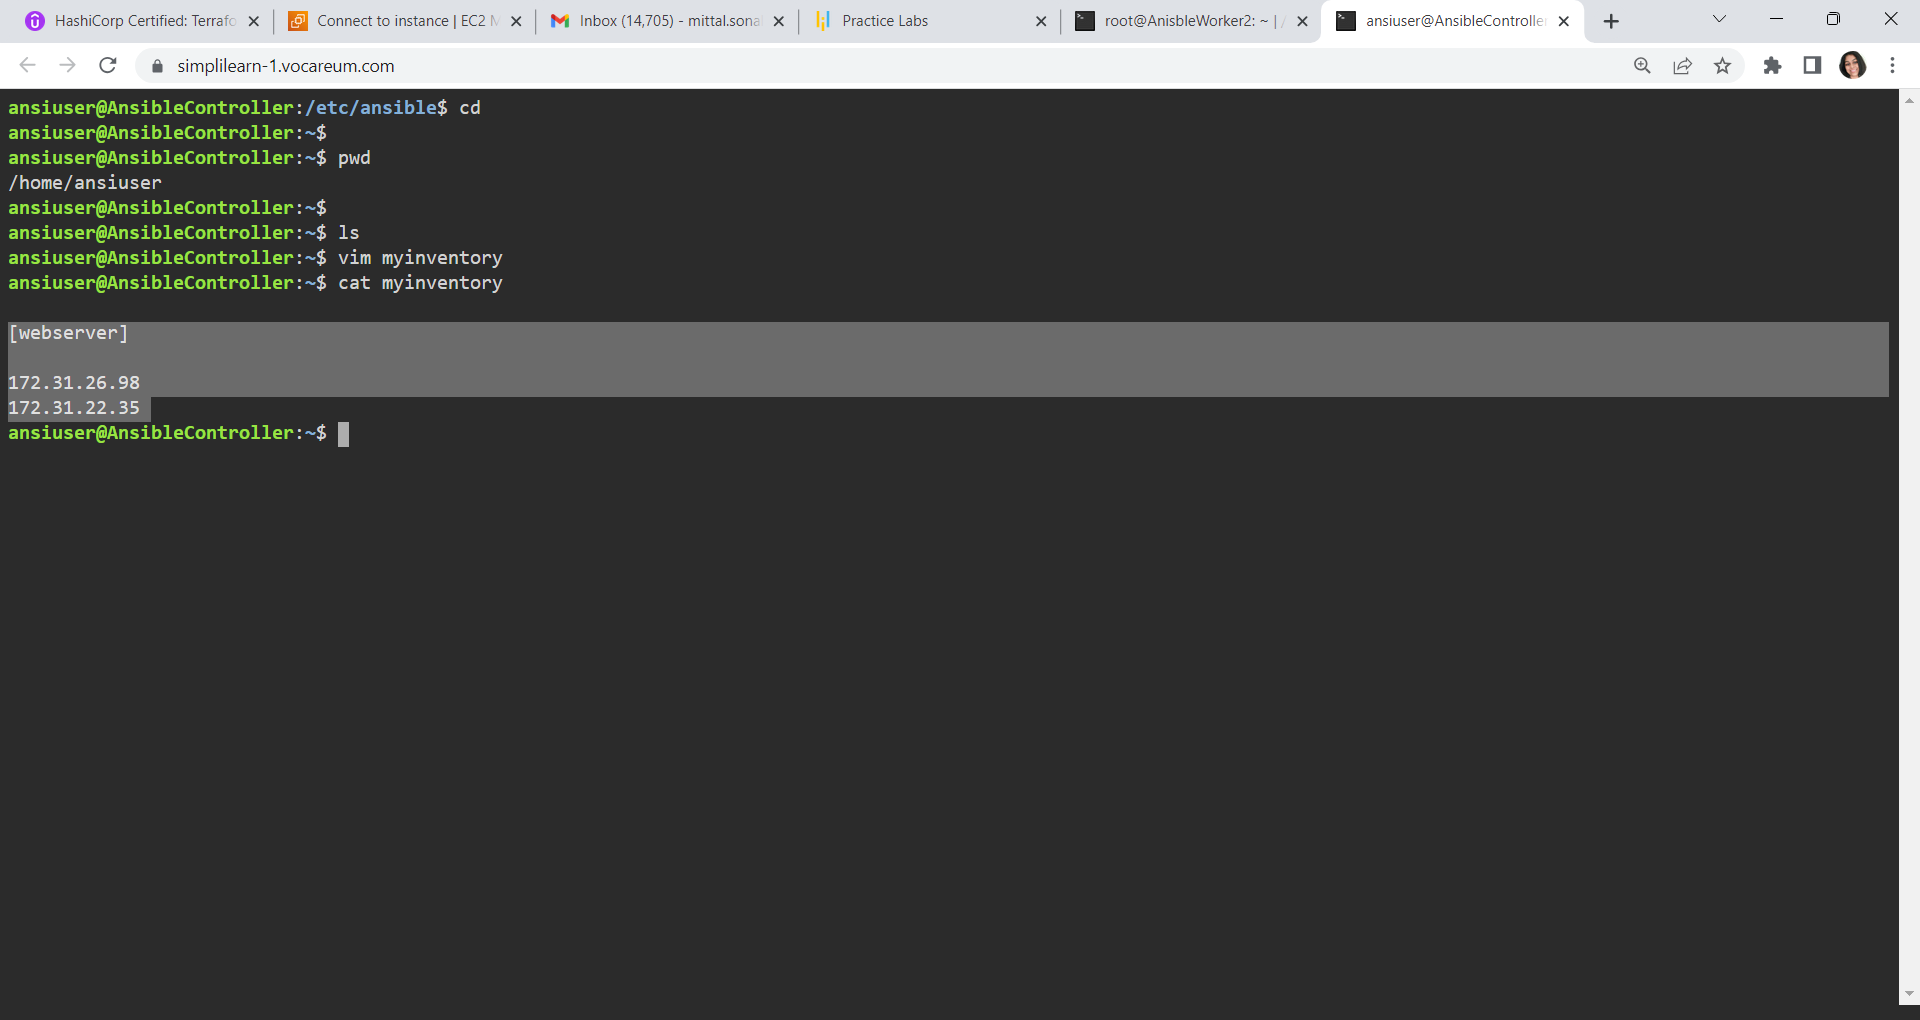 HashiCorp Certified: Terrafo
Connect to instance | EC2 M
Inbox (14,705) - mittal.sonal
Practice Labs
root@AnisbleWorker2: ~ |
ansiuser@AnsibleController
simplilearn-1.vocareum.com
ansiuser@AnsibleController:/etc/ansible$ cd
ansiuser@AnsibleController:~$
ansiuser@AnsibleController:~$ pwd
/home/ansiuser
ansiuser@AnsibleController:~$
ansiuser@AnsibleController:~$ ls
ansiuser@AnsibleController:~$ vim myinventory
ansiuser@AnsibleController:~$ cat myinventory
[webserver]
172.31.26.98
172.31.22.35
ansiuser@AnsibleController:~$